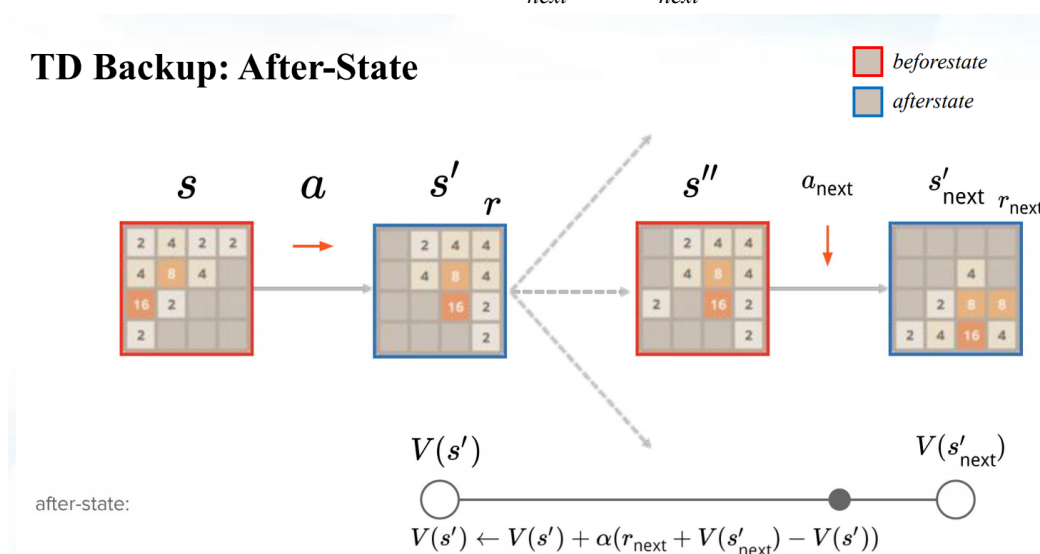 next next
TD Backup: After-State
beforestate
afterstate
s a s′ r s″ a_next s′_next r_next
2 4 2 2
4 8 4
16 2
2
2 4 4
4 8 4
16 2
2
2 4 4
4 8 4
2 16 2
2
4
2 8 8
2 4 16 4
V(s′) V(s′_next)
after-state:
V(s′) ← V(s′) + α(r_next + V(s′_next) − V(s′))